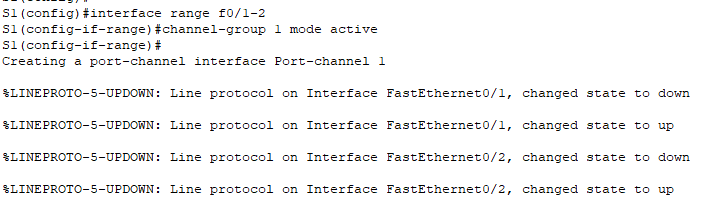 S1(config)#interface range f0/1-2
S1(config-if-range)#channel-group 1 mode active
S1(config-if-range)#
Creating a port-channel interface Port-channel 1
%LINEPROTO-5-UPDOWN: Line protocol on Interface FastEthernet0/1, changed state to down
%LINEPROTO-5-UPDOWN: Line protocol on Interface FastEthernet0/1, changed state to up
%LINEPROTO-5-UPDOWN: Line protocol on Interface FastEthernet0/2, changed state to down
%LINEPROTO-5-UPDOWN: Line protocol on Interface FastEthernet0/2, changed state to up